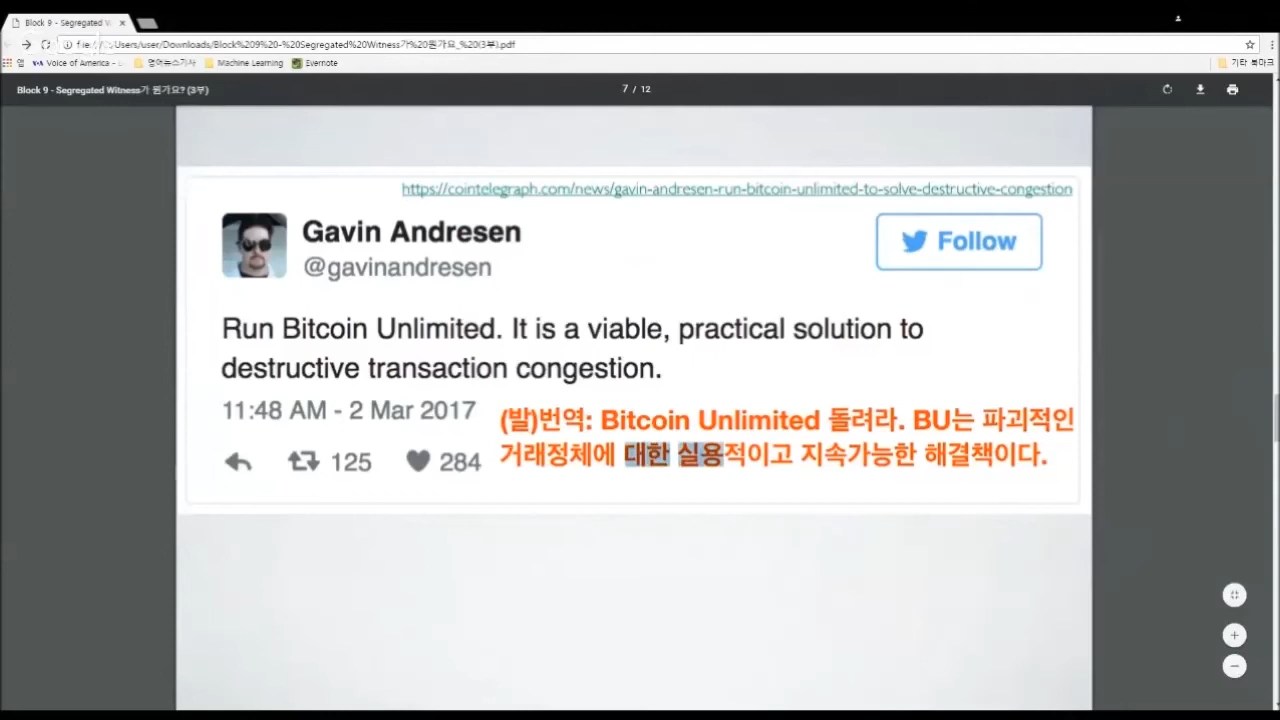 Block 9 - Segregated W
file:///Users/user/Downloads/Block%209%20-%20Segregated%20Witness가%20뭔가요_%20(3부).pdf
앱 Voice of America - 영어뉴스기사 Machine Learning Evernote 기타 북마크
Block 9 - Segregated Witness가 뭔가요? (3부) 7 / 12
https://cointelegraph.com/news/gavin-andresen-run-bitcoin-unlimited-to-solve-destructive-congestion
Gavin Andresen
@gavinandresen
Follow
Run Bitcoin Unlimited. It is a viable, practical solution to
destructive transaction congestion.
11:48 AM - 2 Mar 2017
125 284
(발)번역: Bitcoin Unlimited 돌려라. BU는 파괴적인
거래정체에 대한 실용적이고 지속가능한 해결책이다.